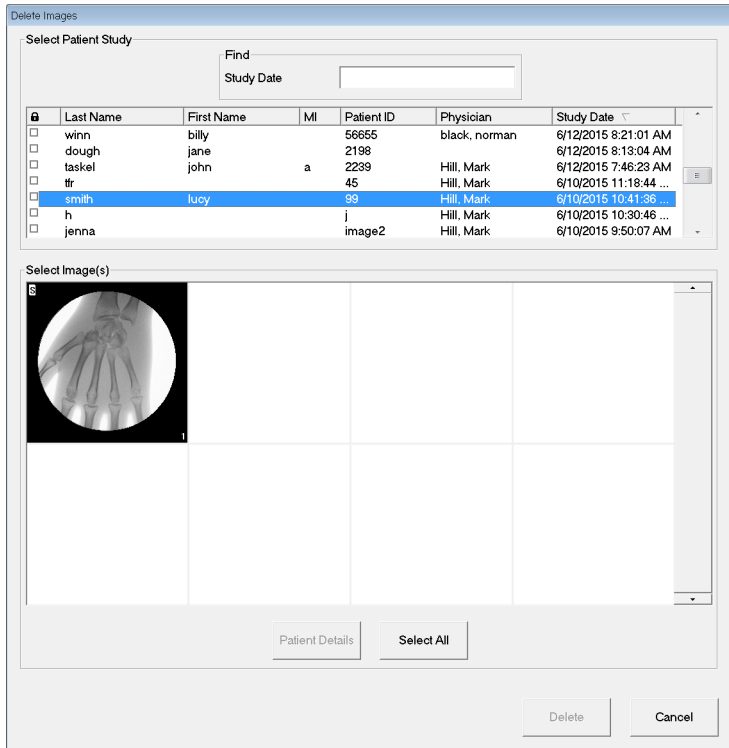 Delete Images
Select Patient Study
Find
Study Date
Last Name First Name MI Patient ID Physician Study Date
winn billy 56655 black, norman 6/12/2015 8:21:01 AM
dough jane 2198 6/12/2015 8:13:04 AM
taskel john a 2239 Hill, Mark 6/12/2015 7:46:23 AM
tfr 45 Hill, Mark 6/10/2015 11:18:44 ...
smith lucy 99 Hill, Mark 6/10/2015 10:41:36 ...
h j Hill, Mark 6/10/2015 10:30:46 ...
jenna image2 Hill, Mark 6/10/2015 9:50:07 AM
Select Image(s)
S
1
Patient Details Select All
Delete Cancel